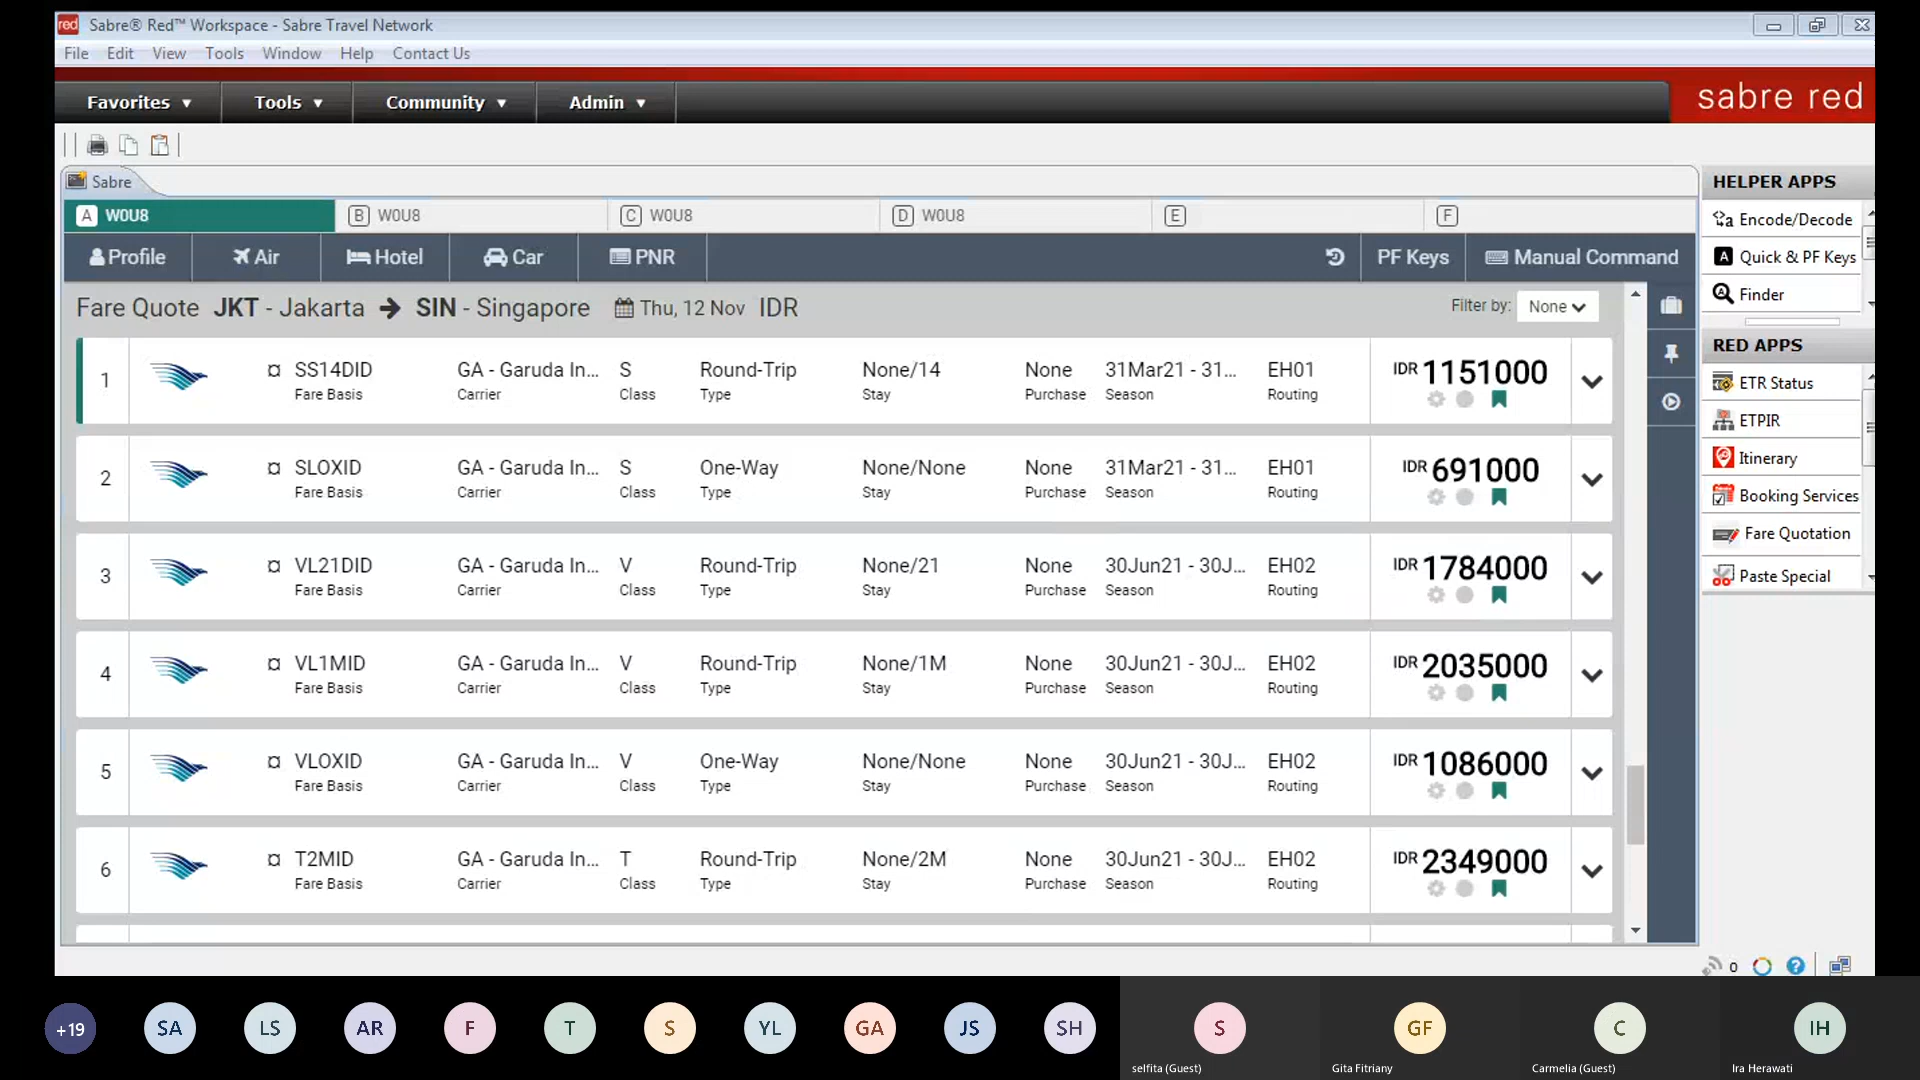 red Sabre® Red™ Workspace - Sabre Travel Network
File Edit View Tools Window Help Contact Us
Favorites Tools Community Admin sabre red
Sabre
A W0U8 B W0U8 C W0U8 D W0U8 E F
Profile Air Hotel Car PNR PF Keys Manual Command
Fare Quote JKT - Jakarta SIN - Singapore Thu, 12 Nov IDR Filter by: None
1 ¤ SS14DID GA - Garuda In... S Round-Trip None/14 None 31Mar21 - 31... EH01 IDR 1151000
Fare Basis Carrier Class Type Stay Purchase Season Routing
2 ¤ SLOXID GA - Garuda In... S One-Way None/None None 31Mar21 - 31... EH01 IDR 691000
Fare Basis Carrier Class Type Stay Purchase Season Routing
3 ¤ VL21DID GA - Garuda In... V Round-Trip None/21 None 30Jun21 - 30J... EH02 IDR 1784000
Fare Basis Carrier Class Type Stay Purchase Season Routing
4 ¤ VL1MID GA - Garuda In... V Round-Trip None/1M None 30Jun21 - 30J... EH02 IDR 2035000
Fare Basis Carrier Class Type Stay Purchase Season Routing
5 ¤ VLOXID GA - Garuda In... V One-Way None/None None 30Jun21 - 30J... EH02 IDR 1086000
Fare Basis Carrier Class Type Stay Purchase Season Routing
6 ¤ T2MID GA - Garuda In... T Round-Trip None/2M None 30Jun21 - 30J... EH02 IDR 2349000
Fare Basis Carrier Class Type Stay Purchase Season Routing
HELPER APPS
Encode/Decode
A Quick & PF Keys
Finder
RED APPS
ETR Status
ETPIR
Itinerary
Booking Services
Fare Quotation
Paste Special
0
+19 SA LS AR F T S YL GA JS SH S GF C IH
selfita (Guest) Gita Fitriany Carmelia (Guest) Ira Herawati